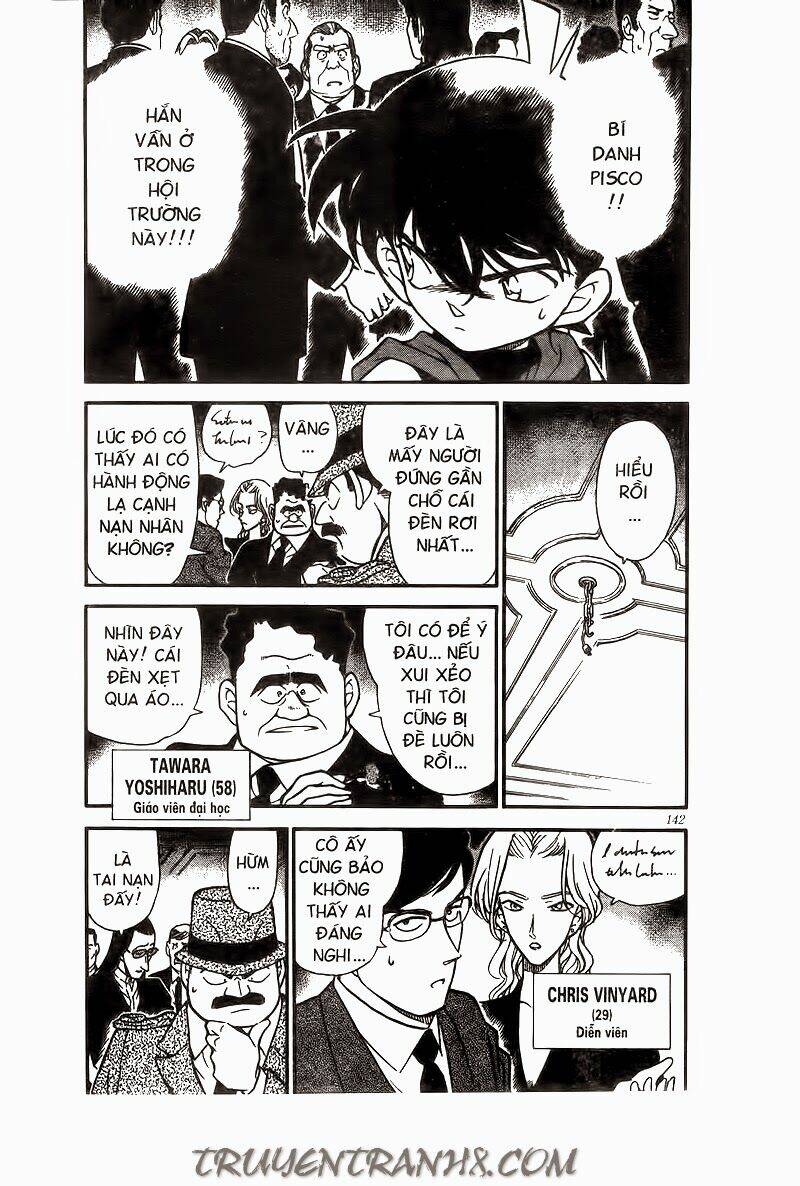 BÍ
DANH
PISCO
!!
HẮN
VẪN Ở
TRONG
HỘI
TRƯỜNG
NÀY!!!
HIỂU
RỒI
...
ĐÂY LÀ
MẤY NGƯỜI
ĐỨNG GẦN
CHỖ CÁI
ĐÈN RƠI
NHẤT...
VÂNG
...
LÚC ĐÓ CÓ
THẤY AI CÓ
HÀNH ĐỘNG
LẠ CẠNH
NẠN NHÂN
KHÔNG?
TÔI CÓ ĐỂ Ý
ĐÂU... NẾU
XUI XẺO
THÌ TÔI
CŨNG BỊ
ĐÈ LUÔN
RỒI...
NHÌN ĐÂY
NÀY! CÁI
ĐÈN XẸT
QUA ÁO...
TAWARA
YOSHIHARU (58)
Giáo viên đại học
142
CÔ ẤY
CŨNG BẢO
KHÔNG
THẤY AI
ĐÁNG
NGHI...
CHRIS VINYARD
(29)
Diễn viên
HỪM
...
LÀ
TAI NẠN
ĐẤY!
TRUYENTRANH8.COM